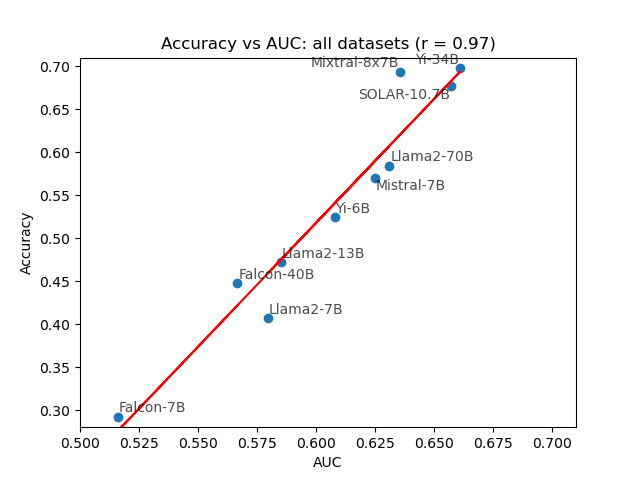 Accuracy vs AUC: all datasets (r = 0.97)
Mixtral-8x7B
Yi-34B
SOLAR-10.7B
Llama2-70B
Mistral-7B
Yi-6B
Llama2-13B
Falcon-40B
Llama2-7B
Falcon-7B
0.70
0.65
0.60
0.55
0.50
0.45
0.40
0.35
0.30
Accuracy
0.500 0.525 0.550 0.575 0.600 0.625 0.650 0.675 0.700
AUC